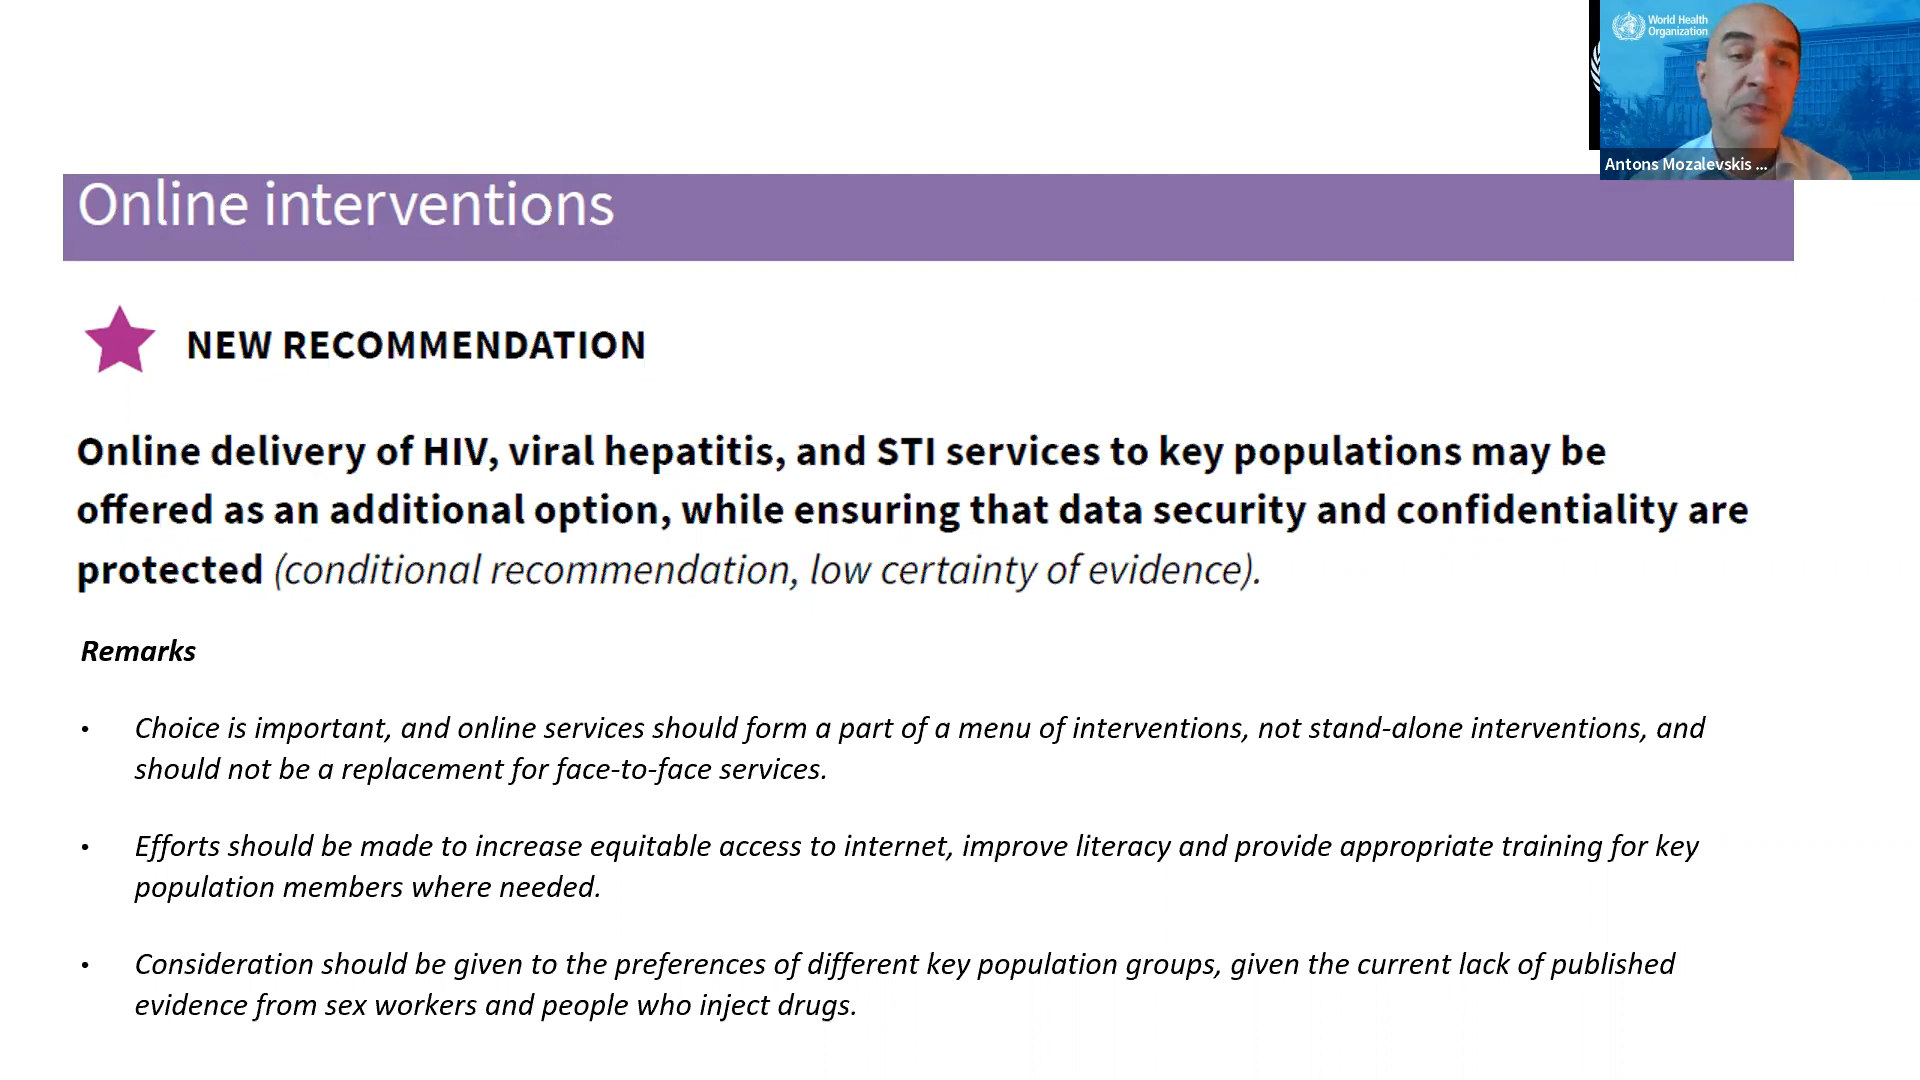 World Health
Organization
Antons Mozalevskis ...
Online interventions
NEW RECOMMENDATION
Online delivery of HIV, viral hepatitis, and STI services to key populations may be
offered as an additional option, while ensuring that data security and confidentiality are
protected (conditional recommendation, low certainty of evidence).
Remarks
• Choice is important, and online services should form a part of a menu of interventions, not stand-alone interventions, and
should not be a replacement for face-to-face services.
• Efforts should be made to increase equitable access to internet, improve literacy and provide appropriate training for key
population members where needed.
• Consideration should be given to the preferences of different key population groups, given the current lack of published
evidence from sex workers and people who inject drugs.